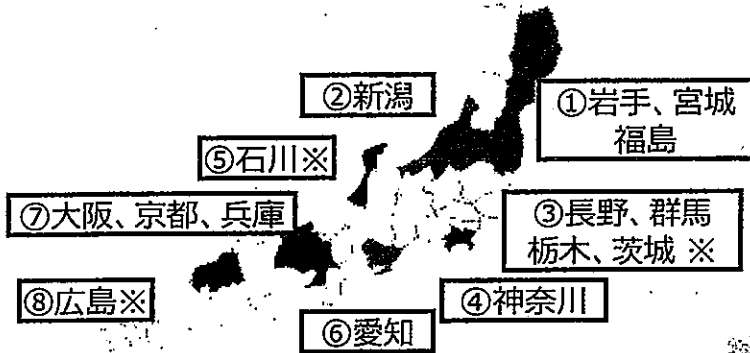 ②新潟
①岩手、宮城
福島
⑤石川※
⑦大阪、京都、兵庫
③長野、群馬
栃木、茨城 ※
⑧広島※
④神奈川
⑥愛知